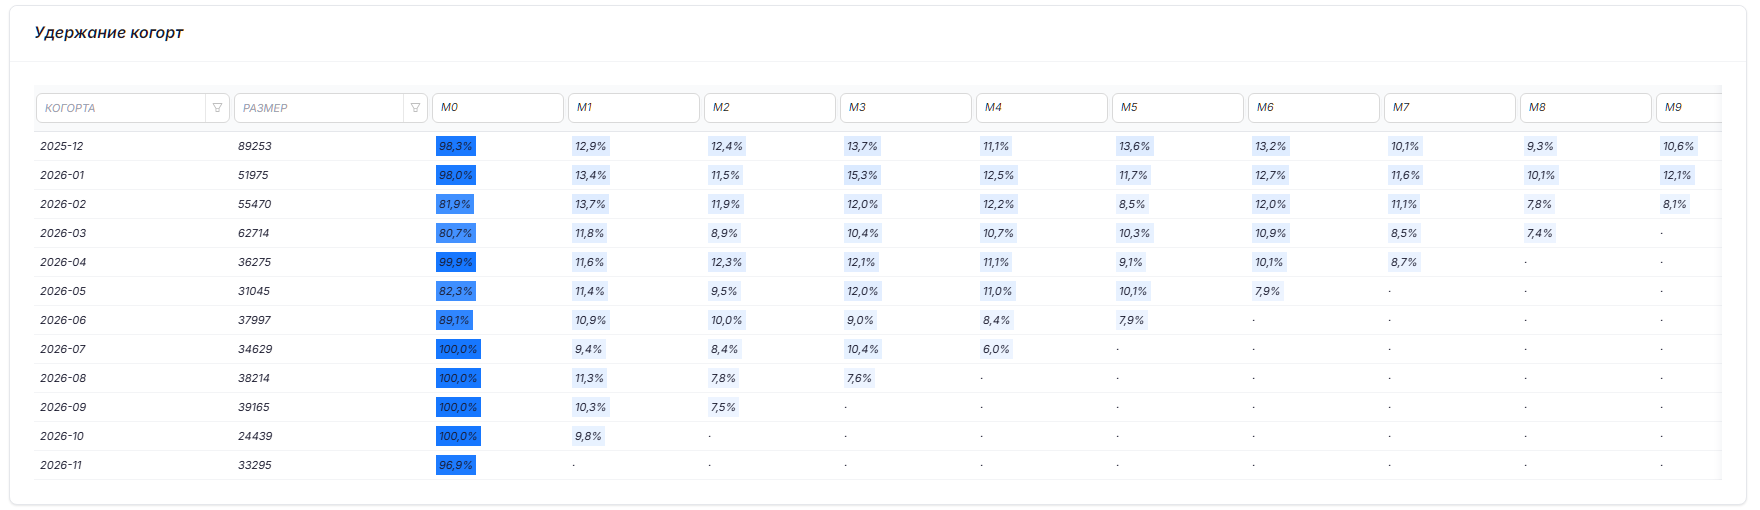 Удержание когорт
КОГОРТА РАЗМЕР M0 M1 M2 M3 M4 M5 M6 M7 M8 M9
2025-12 89253 98,3% 12,9% 12,4% 13,7% 11,1% 13,6% 13,2% 10,1% 9,3% 10,6%
2026-01 51975 98,0% 13,4% 11,5% 15,3% 12,5% 11,7% 12,7% 11,6% 10,1% 12,1%
2026-02 55470 81,9% 13,7% 11,9% 12,0% 12,2% 8,5% 12,0% 11,1% 7,8% 8,1%
2026-03 62714 80,7% 11,8% 8,9% 10,4% 10,7% 10,3% 10,9% 8,5% 7,4% ·
2026-04 36275 99,9% 11,6% 12,3% 12,1% 11,1% 9,1% 10,1% 8,7% · ·
2026-05 31045 82,3% 11,4% 9,5% 12,0% 11,0% 10,1% 7,9% · · ·
2026-06 37997 89,1% 10,9% 10,0% 9,0% 8,4% 7,9% · · · ·
2026-07 34629 100,0% 9,4% 8,4% 10,4% 6,0% · · · · ·
2026-08 38214 100,0% 11,3% 7,8% 7,6% · · · · · ·
2026-09 39165 100,0% 10,3% 7,5% · · · · · · ·
2026-10 24439 100,0% 9,8% · · · · · · · ·
2026-11 33295 96,9% · · · · · · · · ·